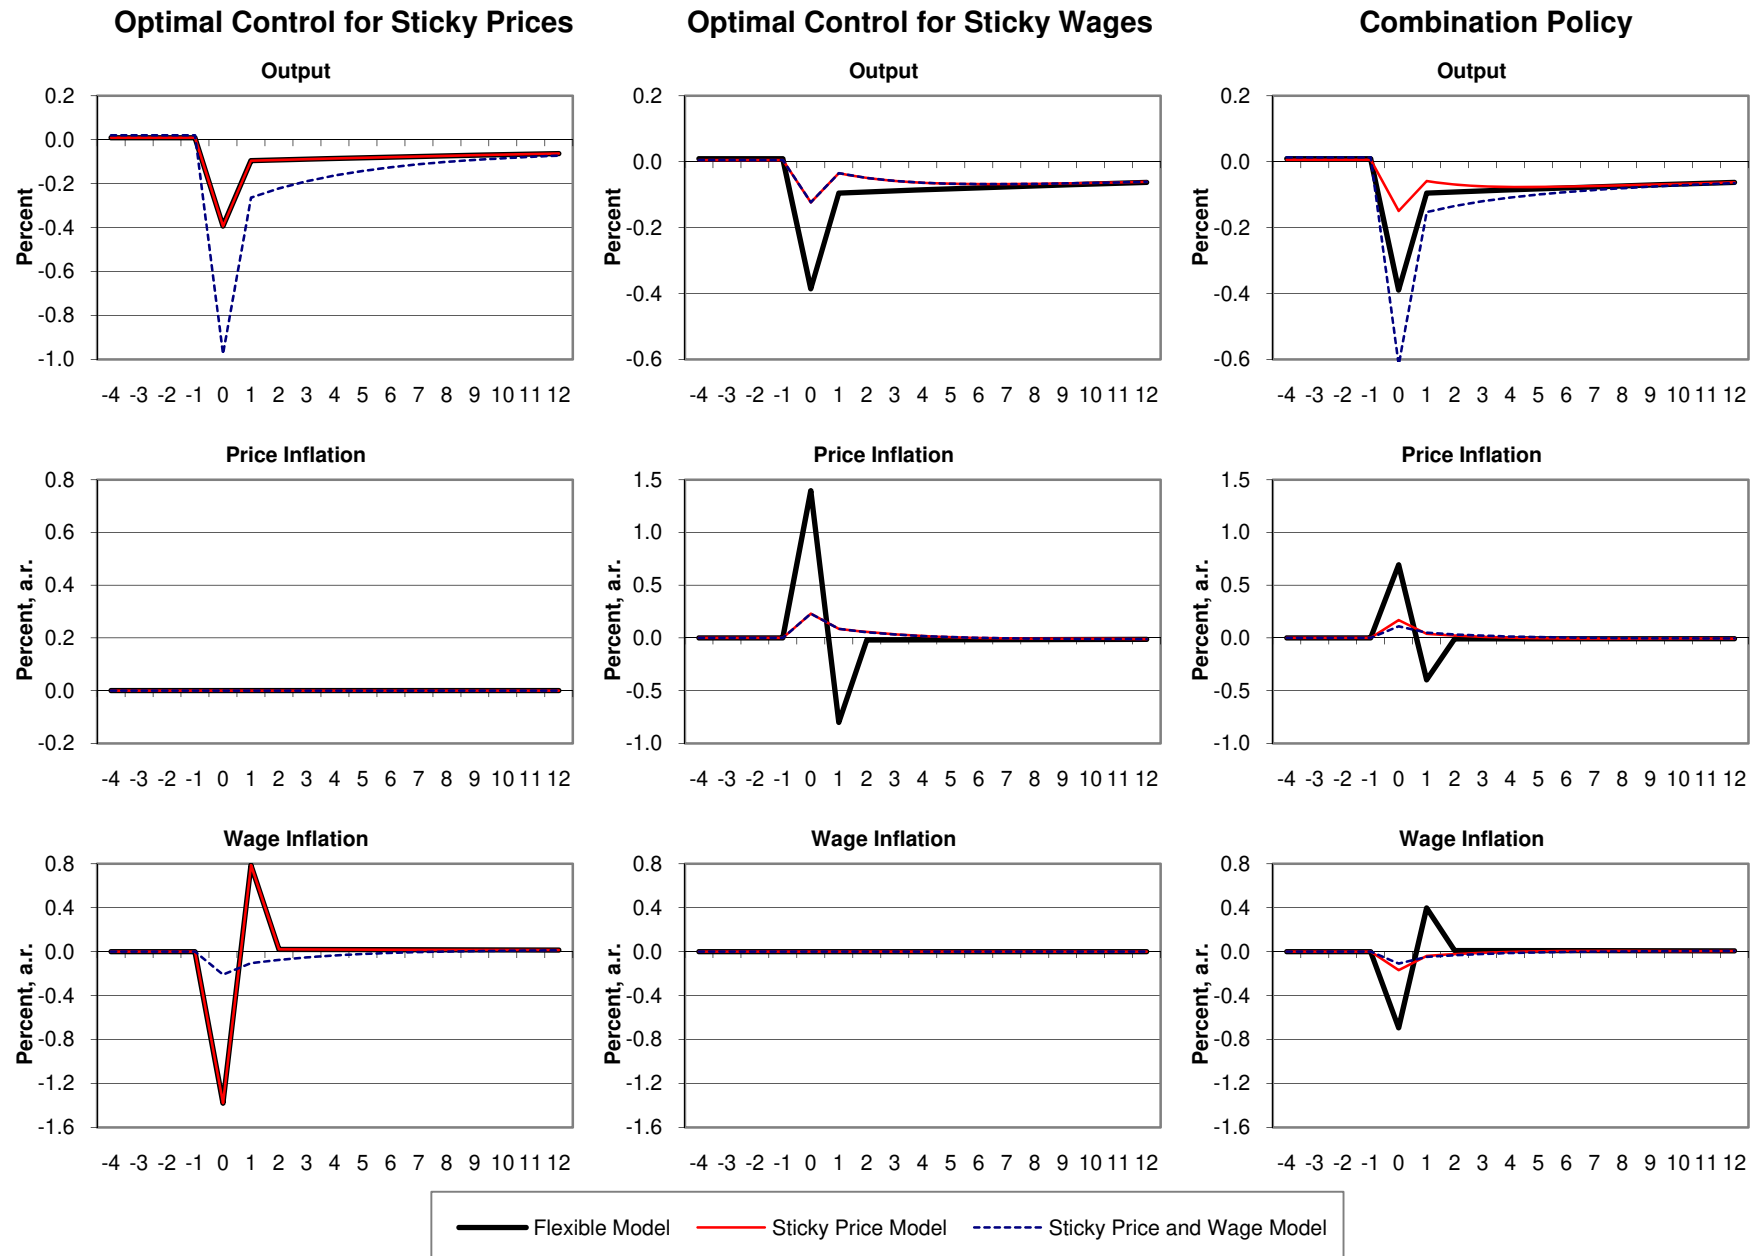 Optimal Control for Sticky Prices Optimal Control for Sticky Wages Combination Policy
Output Output Output
0.2 0.2 0.2
0.0 0.0 0.0
-0.2 -0.2 -0.2
-0.4 -0.4 -0.4
-0.6 -0.6 -0.6
-0.8
-1.0
Percent Percent Percent
-4 -3 -2 -1 0 1 2 3 4 5 6 7 8 9 10 11 12 -4 -3 -2 -1 0 1 2 3 4 5 6 7 8 9 10 11 12 -4 -3 -2 -1 0 1 2 3 4 5 6 7 8 9 10 11 12
Price Inflation Price Inflation Price Inflation
0.8 1.5 1.5
0.6 1.0 1.0
0.4 0.5 0.5
0.2 0.0 0.0
0.0 -0.5 -0.5
-0.2 -1.0 -1.0
Percent, a.r. Percent, a.r. Percent, a.r.
-4 -3 -2 -1 0 1 2 3 4 5 6 7 8 9 10 11 12 -4 -3 -2 -1 0 1 2 3 4 5 6 7 8 9 10 11 12 -4 -3 -2 -1 0 1 2 3 4 5 6 7 8 9 10 11 12
Wage Inflation Wage Inflation Wage Inflation
0.8 0.8 0.8
0.4 0.4 0.4
0.0 0.0 0.0
-0.4 -0.4 -0.4
-0.8 -0.8 -0.8
-1.2 -1.2 -1.2
-1.6 -1.6 -1.6
Percent, a.r. Percent, a.r. Percent, a.r.
-4 -3 -2 -1 0 1 2 3 4 5 6 7 8 9 10 11 12 -4 -3 -2 -1 0 1 2 3 4 5 6 7 8 9 10 11 12 -4 -3 -2 -1 0 1 2 3 4 5 6 7 8 9 10 11 12
Flexible Model Sticky Price Model Sticky Price and Wage Model